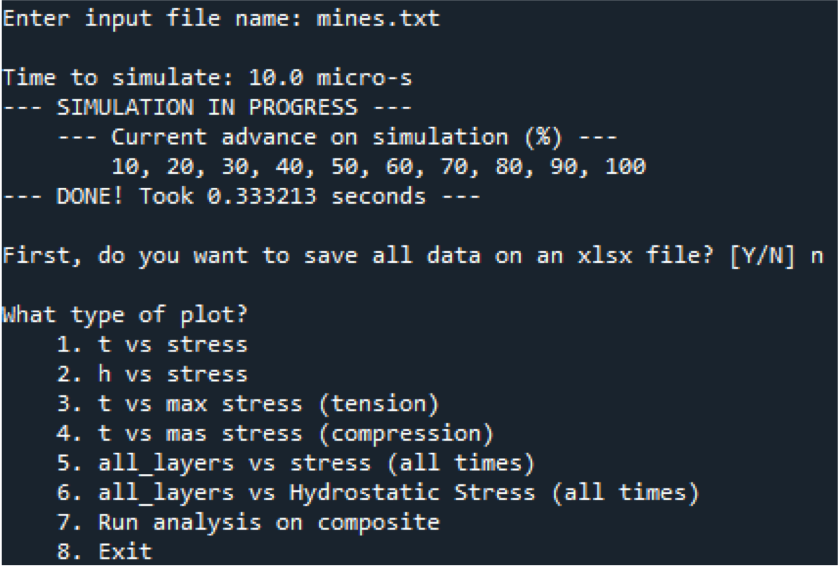 Enter input file name: mines.txt
Time to simulate: 10.0 micro-s
--- SIMULATION IN PROGRESS ---
--- Current advance on simulation (%) ---
10, 20, 30, 40, 50, 60, 70, 80, 90, 100
--- DONE! Took 0.333213 seconds ---
First, do you want to save all data on an xlsx file? [Y/N] n
What type of plot?
1. t vs stress
2. h vs stress
3. t vs max stress (tension)
4. t vs mas stress (compression)
5. all_layers vs stress (all times)
6. all_layers vs Hydrostatic Stress (all times)
7. Run analysis on composite
8. Exit